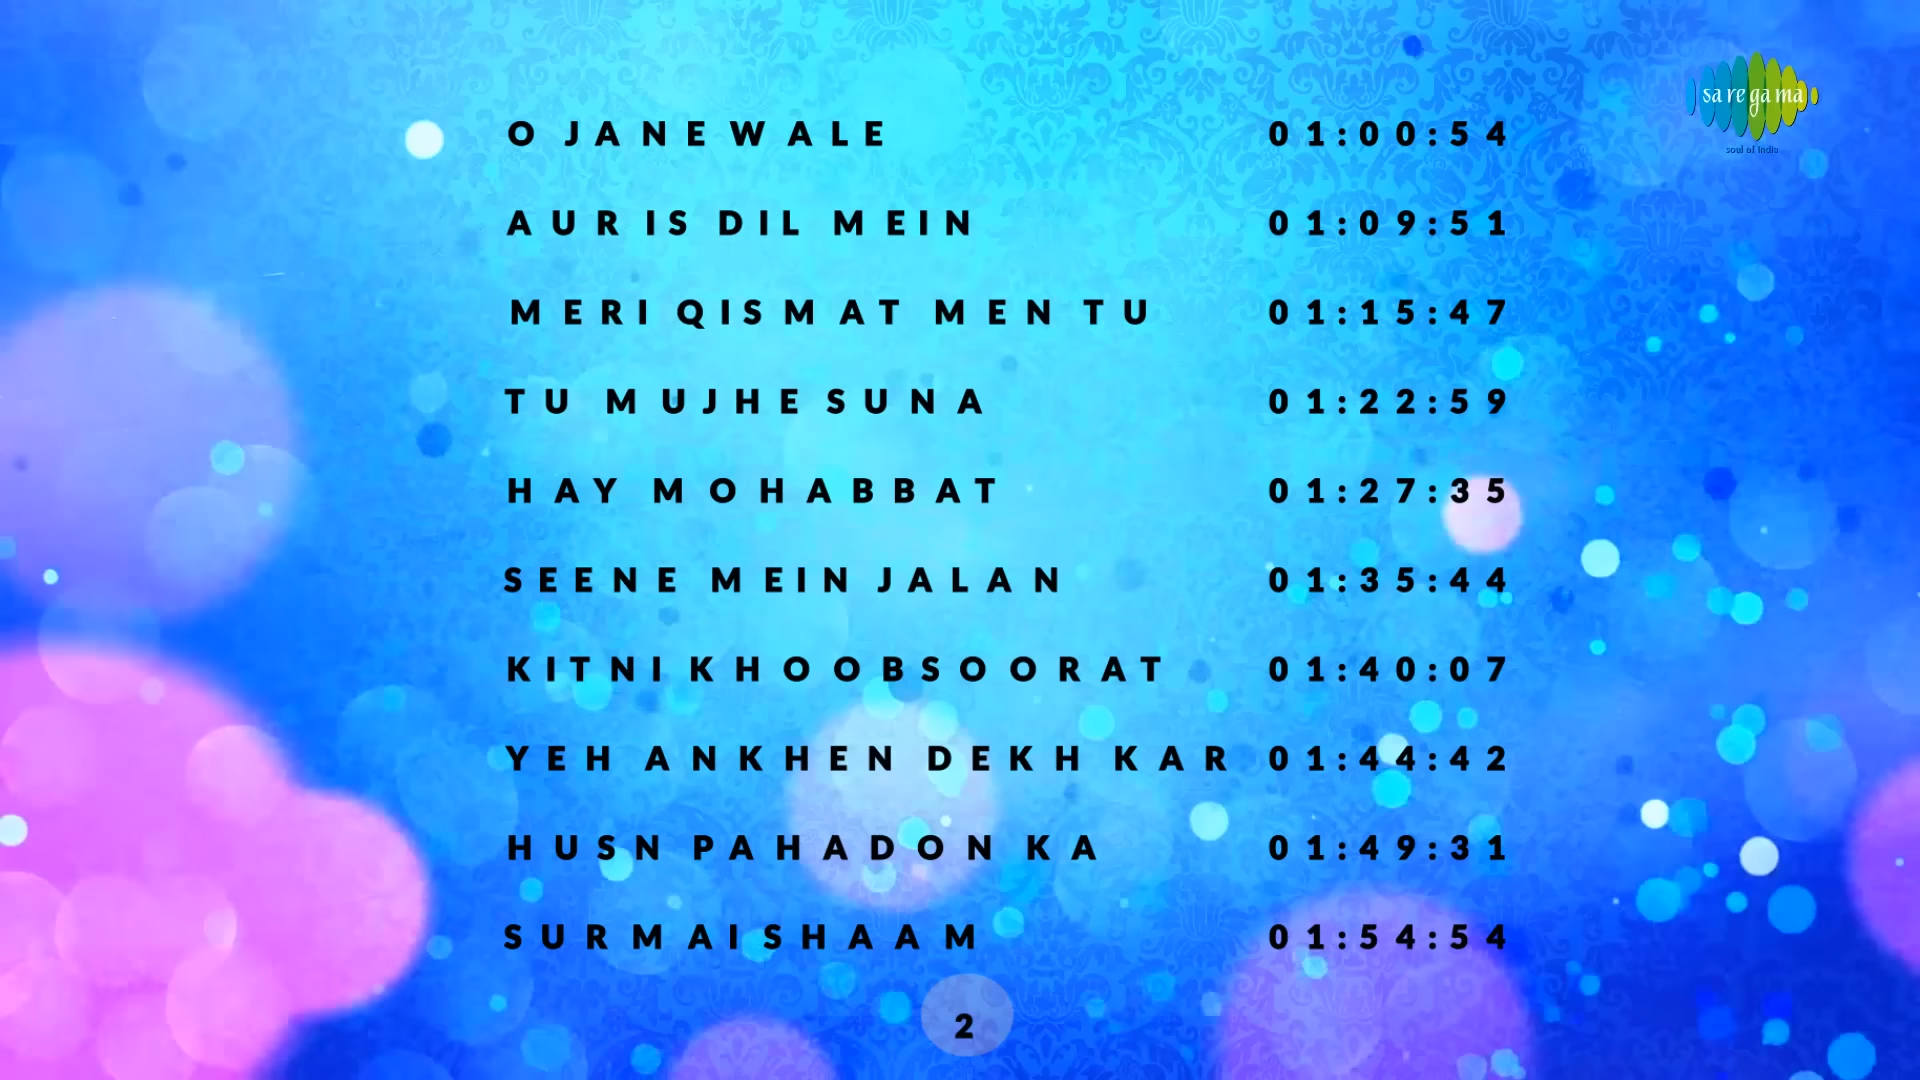 sa re ga ma
soul of India
O JANEWALE 01:00:54
AUR IS DIL MEIN 01:09:51
MERI QISMAT MEN TU 01:15:47
TU MUJHE SUNA 01:22:59
HAY MOHABBAT 01:27:35
SEENE MEIN JALAN 01:35:44
KITNI KHOOBSOORAT 01:40:07
YEH ANKHEN DEKH KAR 01:44:42
HUSN PAHADON KA 01:49:31
SURMAI SHAAM 01:54:54
2